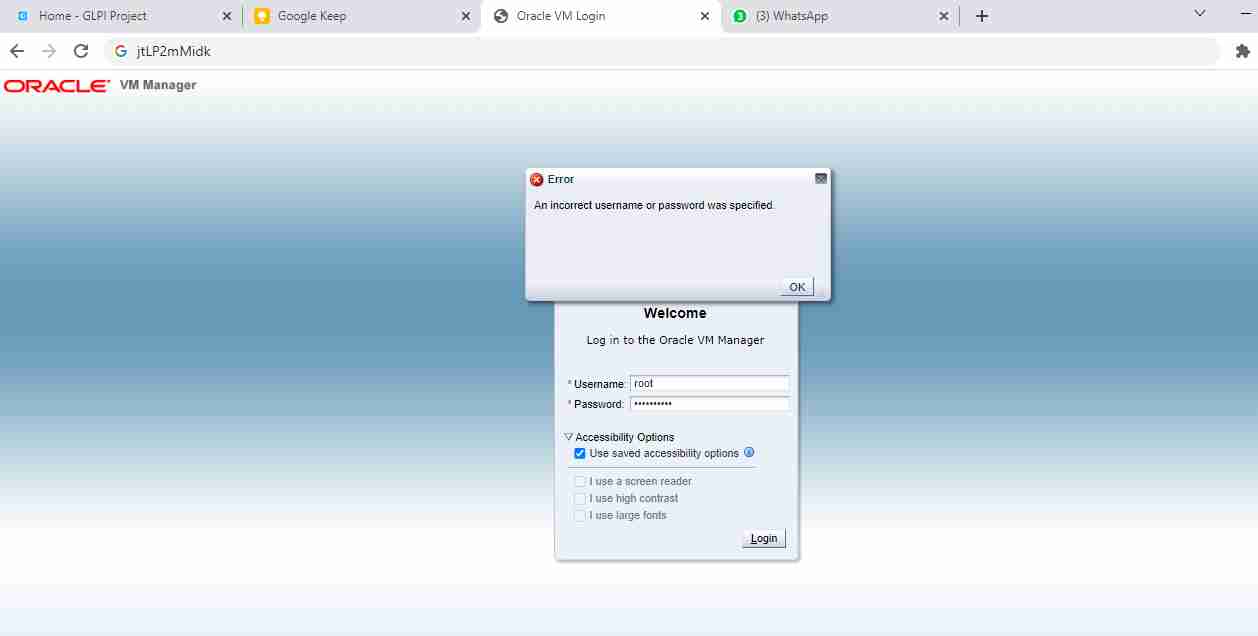 Home - GLPI Project
Google Keep
Oracle VM Login
(3) WhatsApp
jtLP2mMidk
ORACLE VM Manager
Error
An incorrect username or password was specified.
OK
Welcome
Log in to the Oracle VM Manager
* Username: root
* Password: ••••••••••
Accessibility Options
Use saved accessibility options
I use a screen reader
I use high contrast
I use large fonts
Login